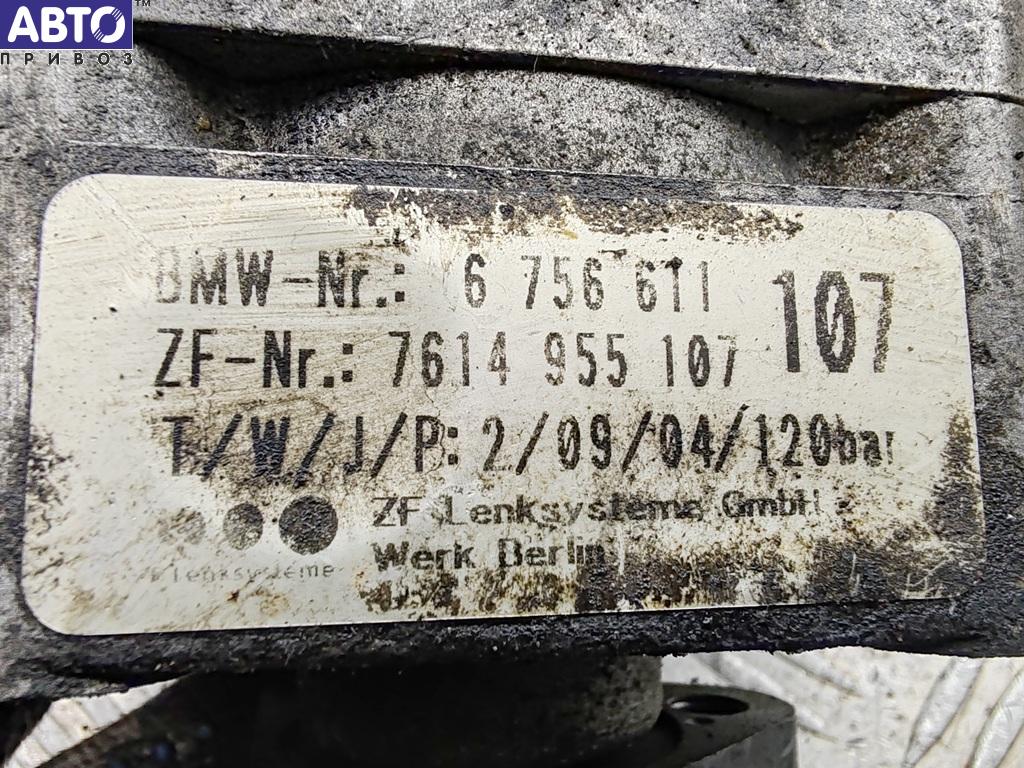 АВТО™
ПРИВОЗ
BMW-Nr.: 6 756 611
ZF-Nr.: 7614 955 107 107
T/W/J/P: 2/09/04/120bar
ZF Lenksysteme GmbH
Werk Berlin
Lenksysteme